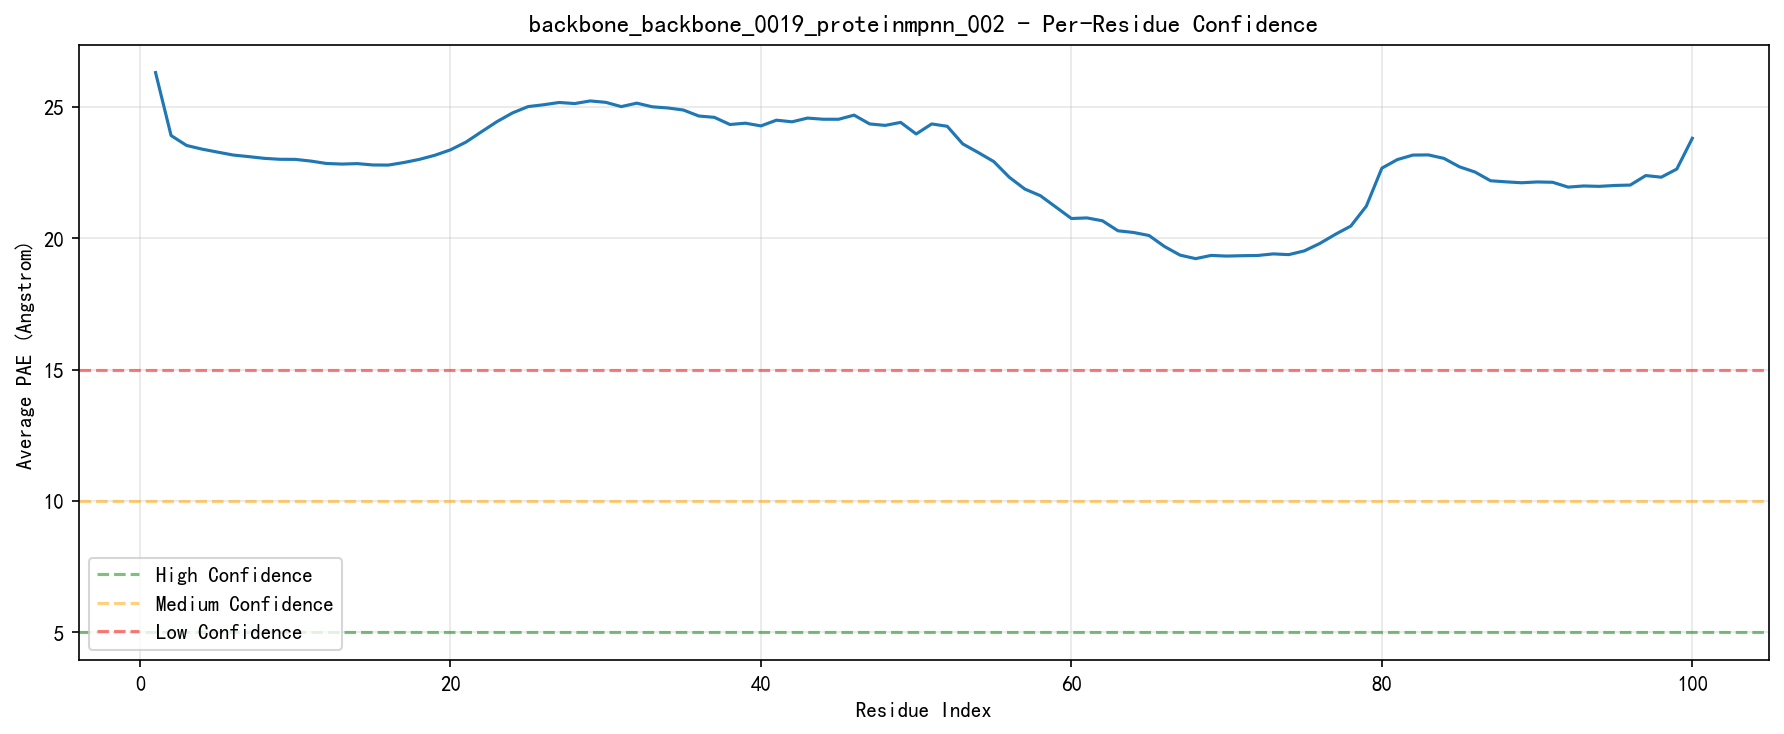 backbone_backbone_0019_proteinmpnn_002 - Per-Residue Confidence
Average PAE (Angstrom)
25
20
15
10
5
High Confidence
Medium Confidence
Low Confidence
0 20 40 60 80 100
Residue Index